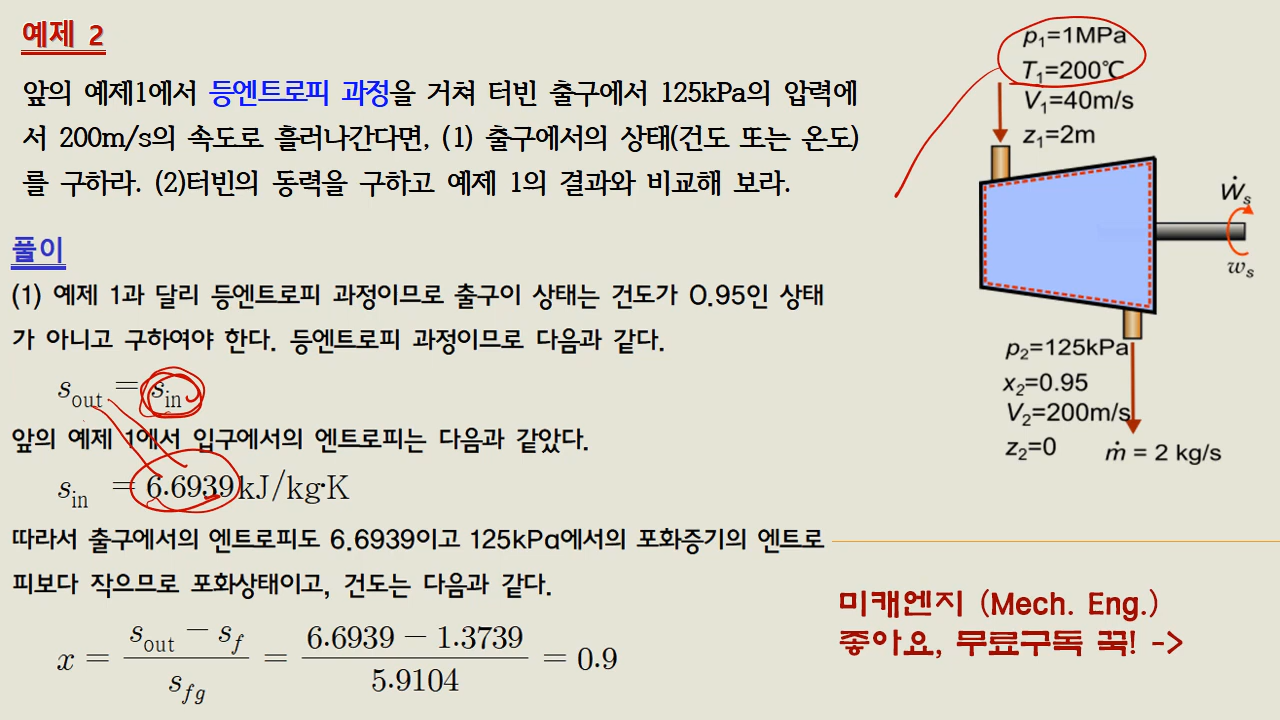 예제 2
앞의 예제1에서 등엔트로피 과정을 거쳐 터빈 출구에서 125kPa의 압력에
서 200m/s의 속도로 흘러나간다면, (1) 출구에서의 상태(건도 또는 온도)
를 구하라. (2)터빈의 동력을 구하고 예제 1의 결과와 비교해 보라.
풀이
(1) 예제 1과 달리 등엔트로피 과정이므로 출구이 상태는 건도가 0.95인 상태
가 아니고 구하여야 한다. 등엔트로피 과정이므로 다음과 같다.
s_out = s_in
앞의 예제 1에서 입구에서의 엔트로피는 다음과 같았다.
s_in = 6.6939kJ/kg·K
따라서 출구에서의 엔트로피도 6.6939이고 125kPa에서의 포화증기의 엔트로
피보다 작으므로 포화상태이고, 건도는 다음과 같다.
x = (s_out − s_f)/s_fg = (6.6939 − 1.3739)/5.9104 = 0.9
p₁=1MPa
T₁=200℃
V₁=40m/s
z₁=2m
Ẇ_s
w_s
p₂=125kPa
x₂=0.95
V₂=200m/s
z₂=0
ṁ = 2 kg/s
미캐엔지 (Mech. Eng.)
좋아요, 무료구독 꾹! ->